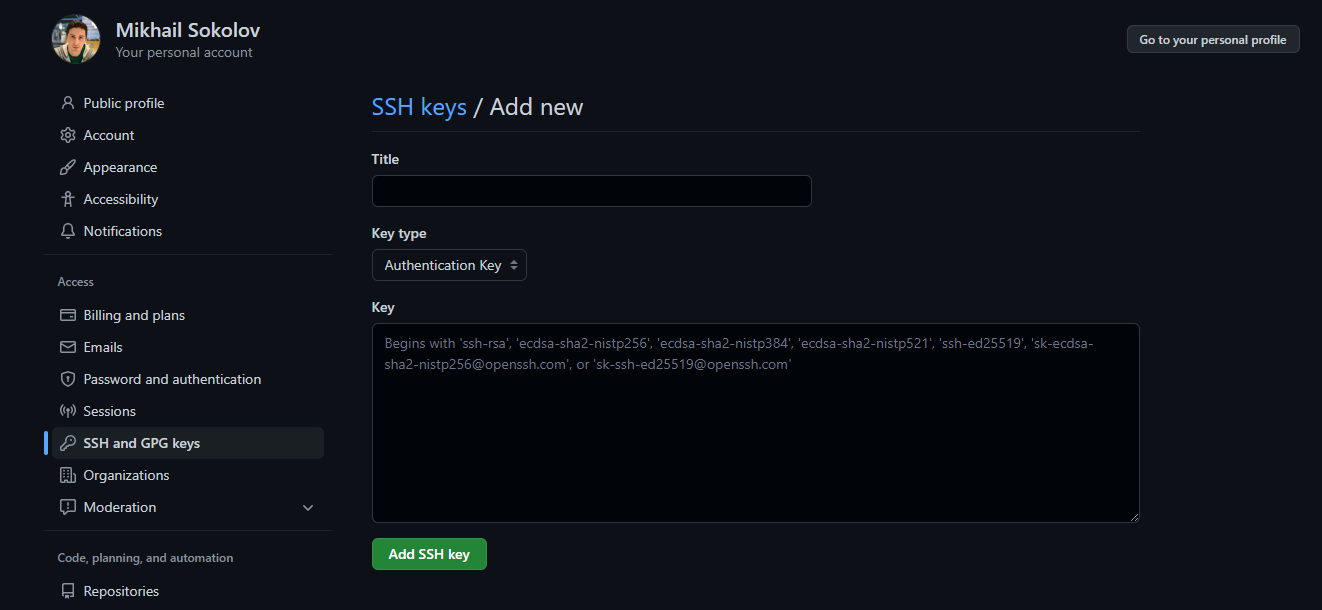 Mikhail Sokolov
Your personal account
Go to your personal profile
Public profile
Account
Appearance
Accessibility
Notifications
Access
Billing and plans
Emails
Password and authentication
Sessions
SSH and GPG keys
Organizations
Moderation
Code, planning, and automation
Repositories
SSH keys / Add new
Title
Key type
Authentication Key
Key
Begins with 'ssh-rsa', 'ecdsa-sha2-nistp256', 'ecdsa-sha2-nistp384', 'ecdsa-sha2-nistp521', 'ssh-ed25519', 'sk-ecdsa-
sha2-nistp256@openssh.com', or 'sk-ssh-ed25519@openssh.com'
Add SSH key